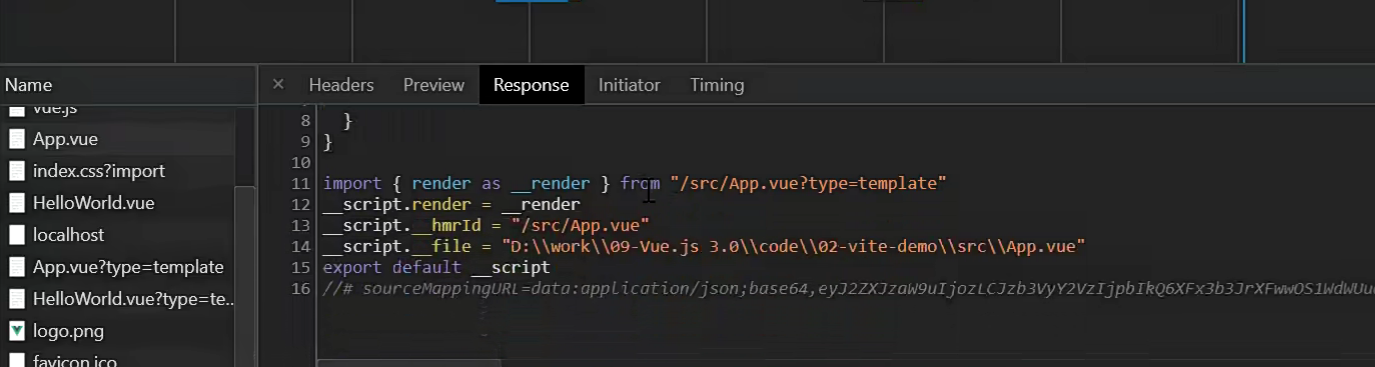 Name
Headers Preview Response Initiator Timing
vue.js
App.vue
index.css?import
HelloWorld.vue
localhost
App.vue?type=template
HelloWorld.vue?type=te..
logo.png
favicon.ico
8 }
9 }
10
11 import { render as __render } from "/src/App.vue?type=template"
12 __script.render = __render
13 __script.__hmrId = "/src/App.vue"
14 __script.__file = "D:\\work\\09-Vue.js 3.0\\code\\02-vite-demo\\src\\App.vue"
15 export default __script
16 //# sourceMappingURL=data:application/json;base64,